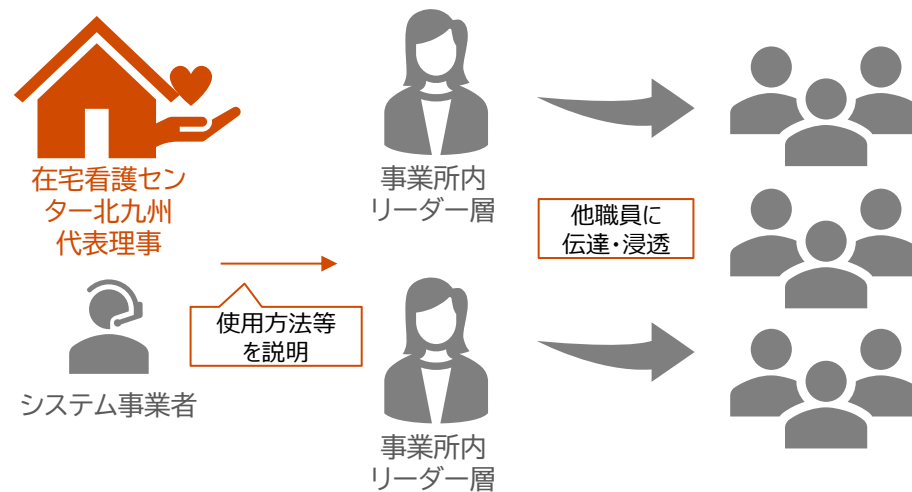 在宅看護セン
ター北九州
代表理事
システム事業者
使用方法等
を説明
事業所内
リーダー層
事業所内
リーダー層
他職員に
伝達・浸透